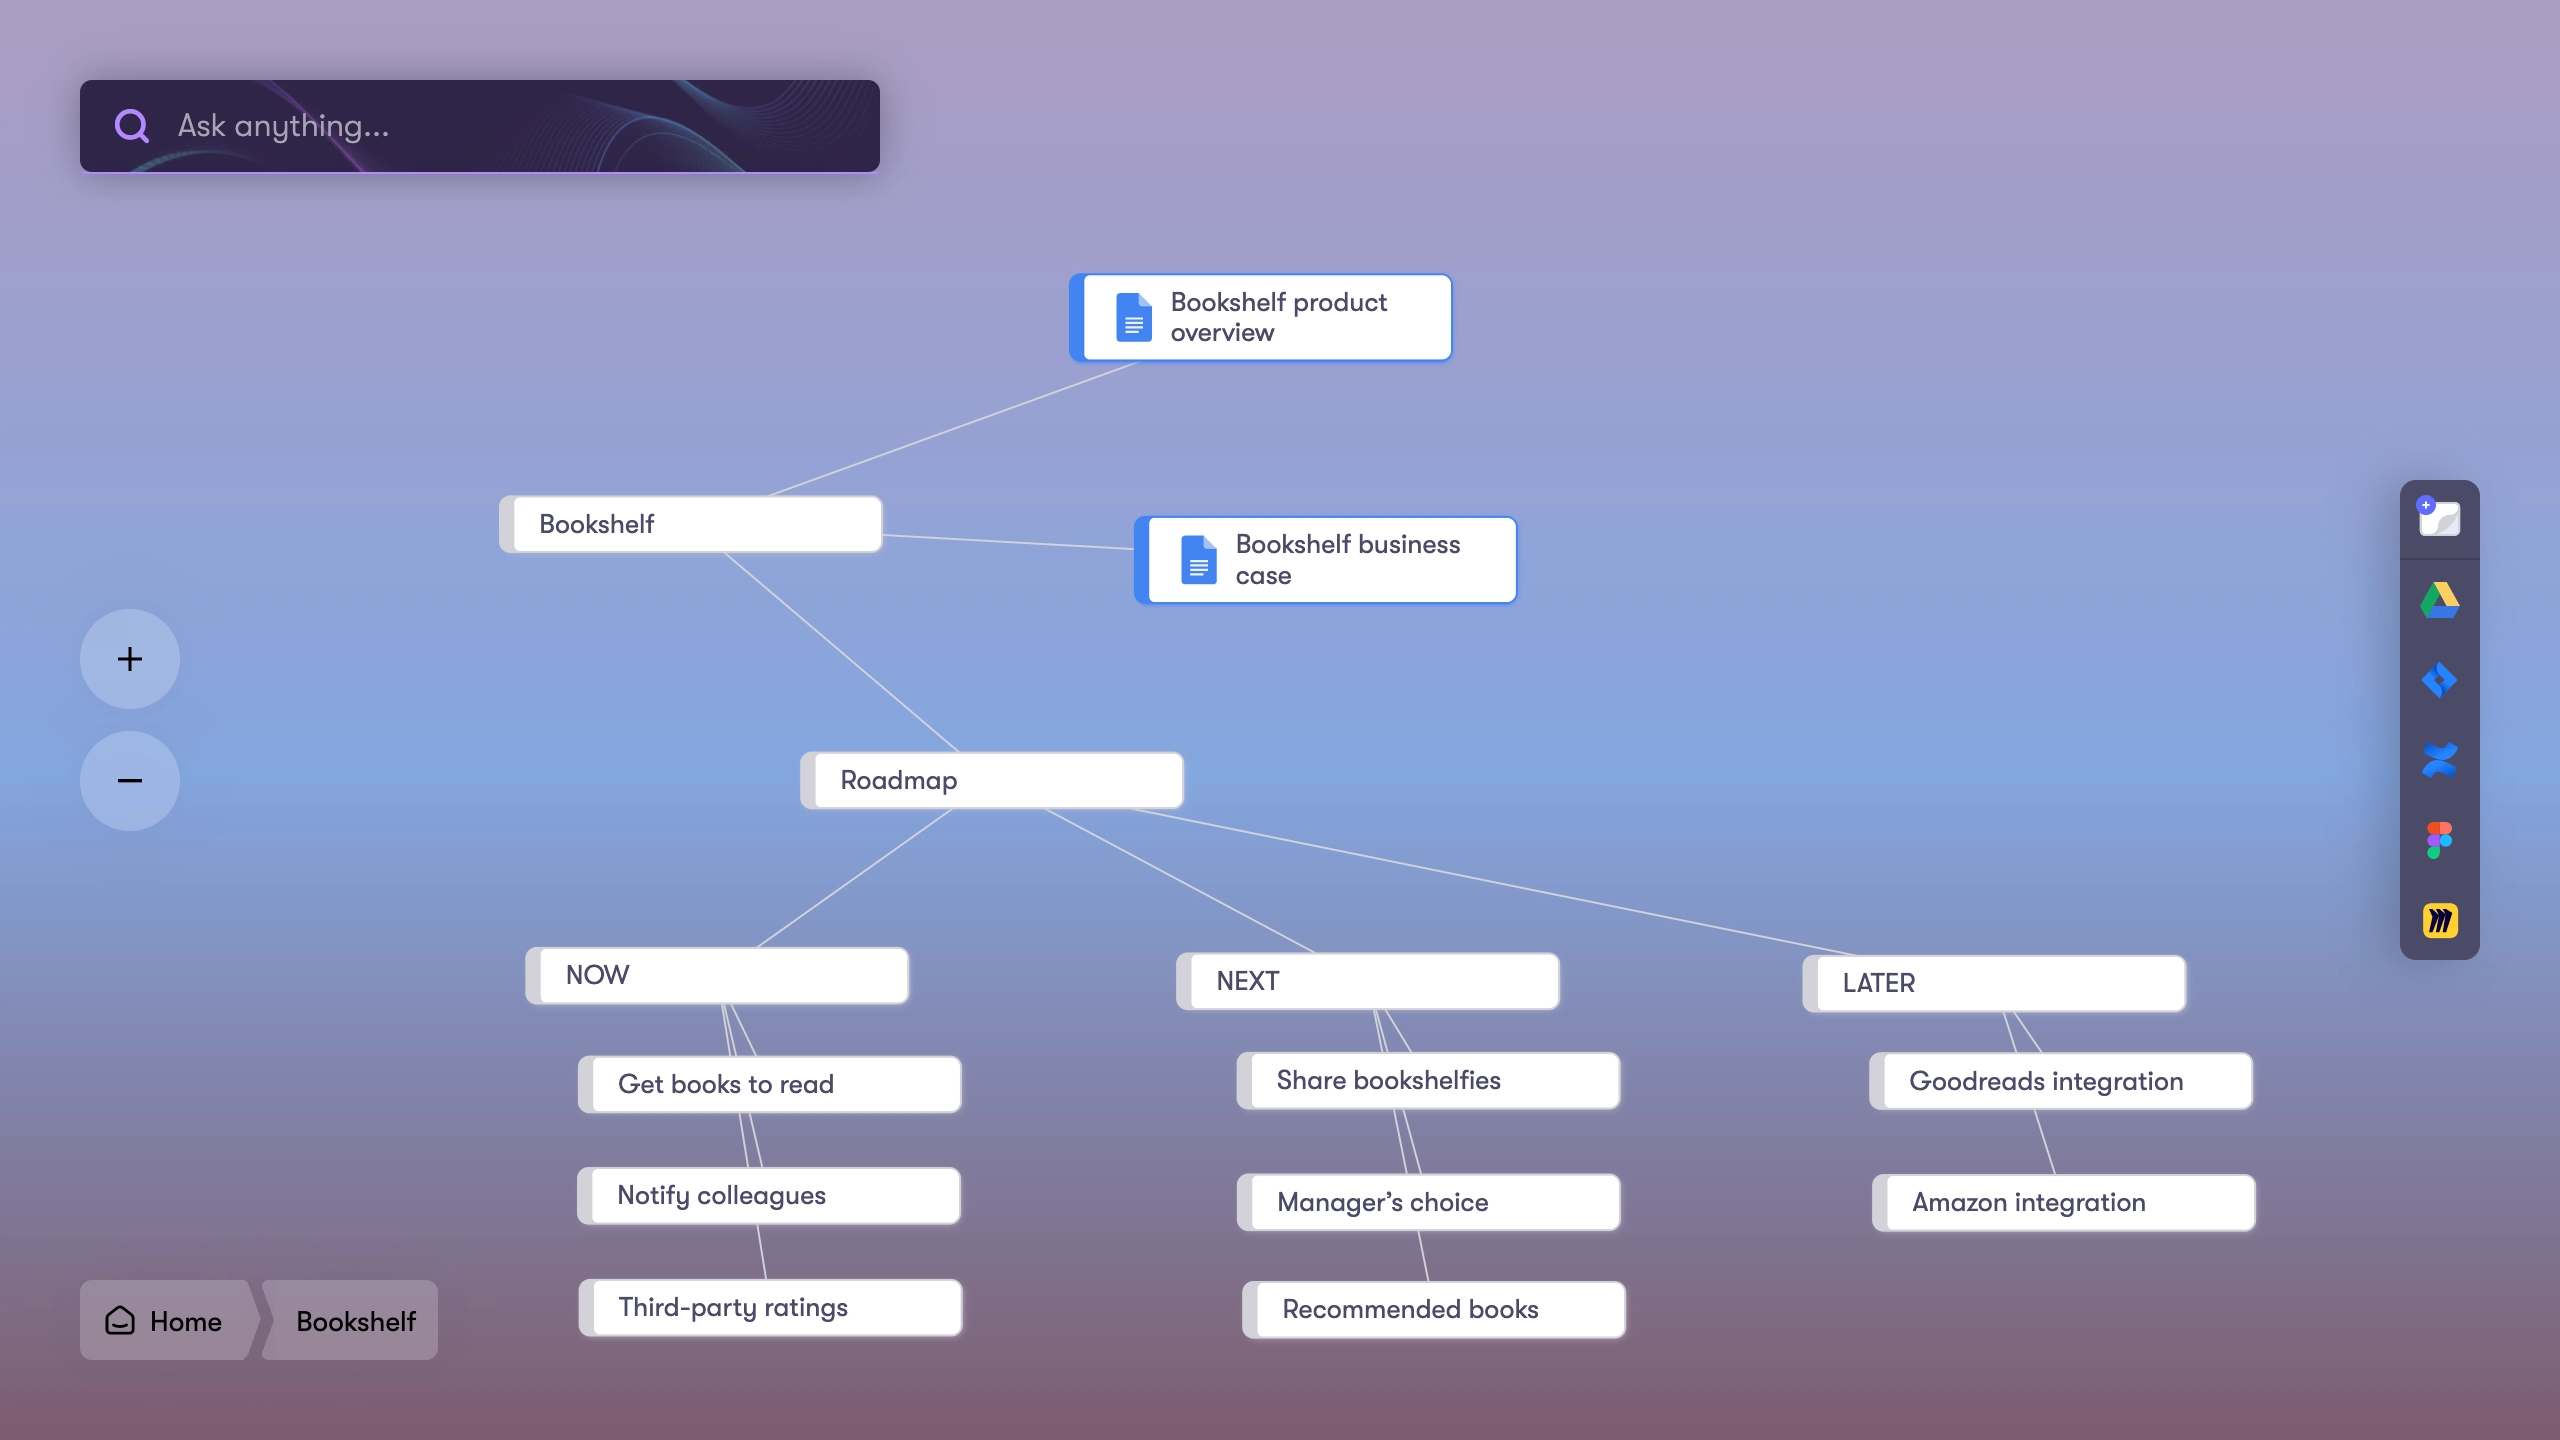 Ask anything...
Bookshelf product
overview
Bookshelf
Bookshelf business
case
Roadmap
NOW
NEXT
LATER
Get books to read
Share bookshelfies
Goodreads integration
Notify colleagues
Manager’s choice
Amazon integration
Third-party ratings
Recommended books
Home
Bookshelf